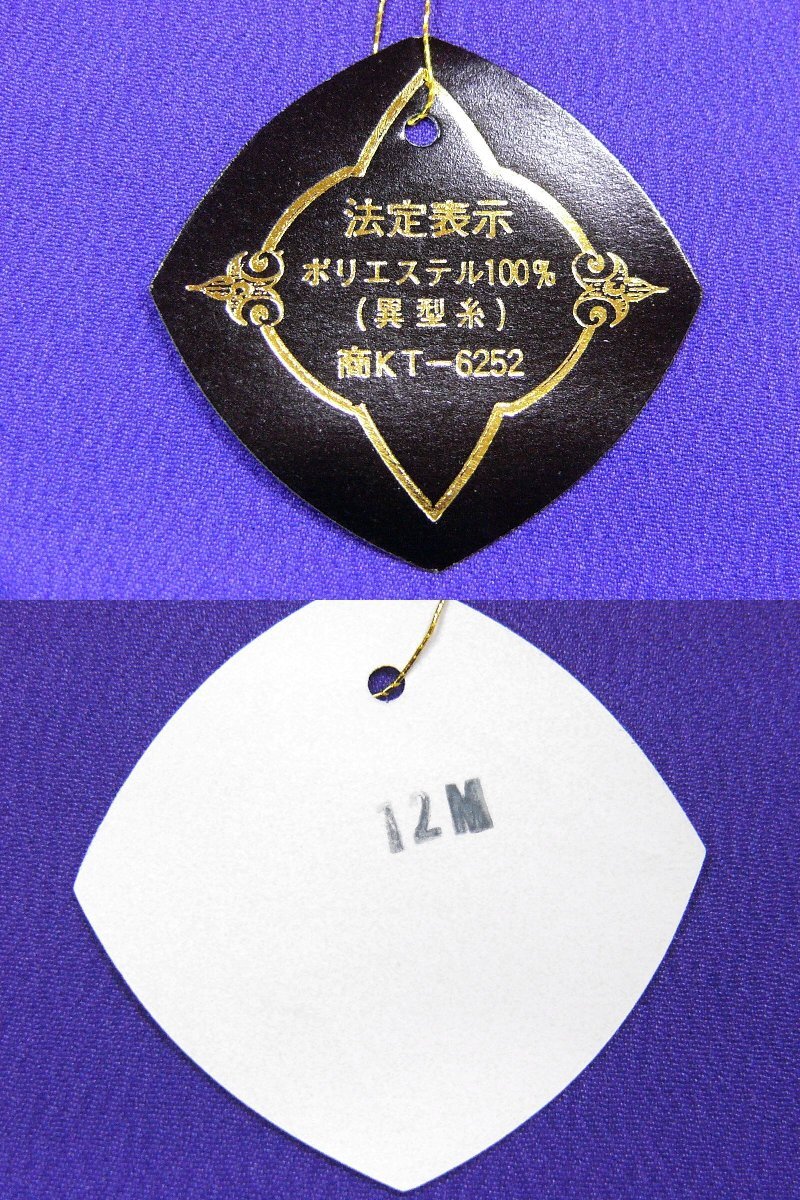 法定表示
ポリエステル100%
(異型糸)
商KT-6252
12M